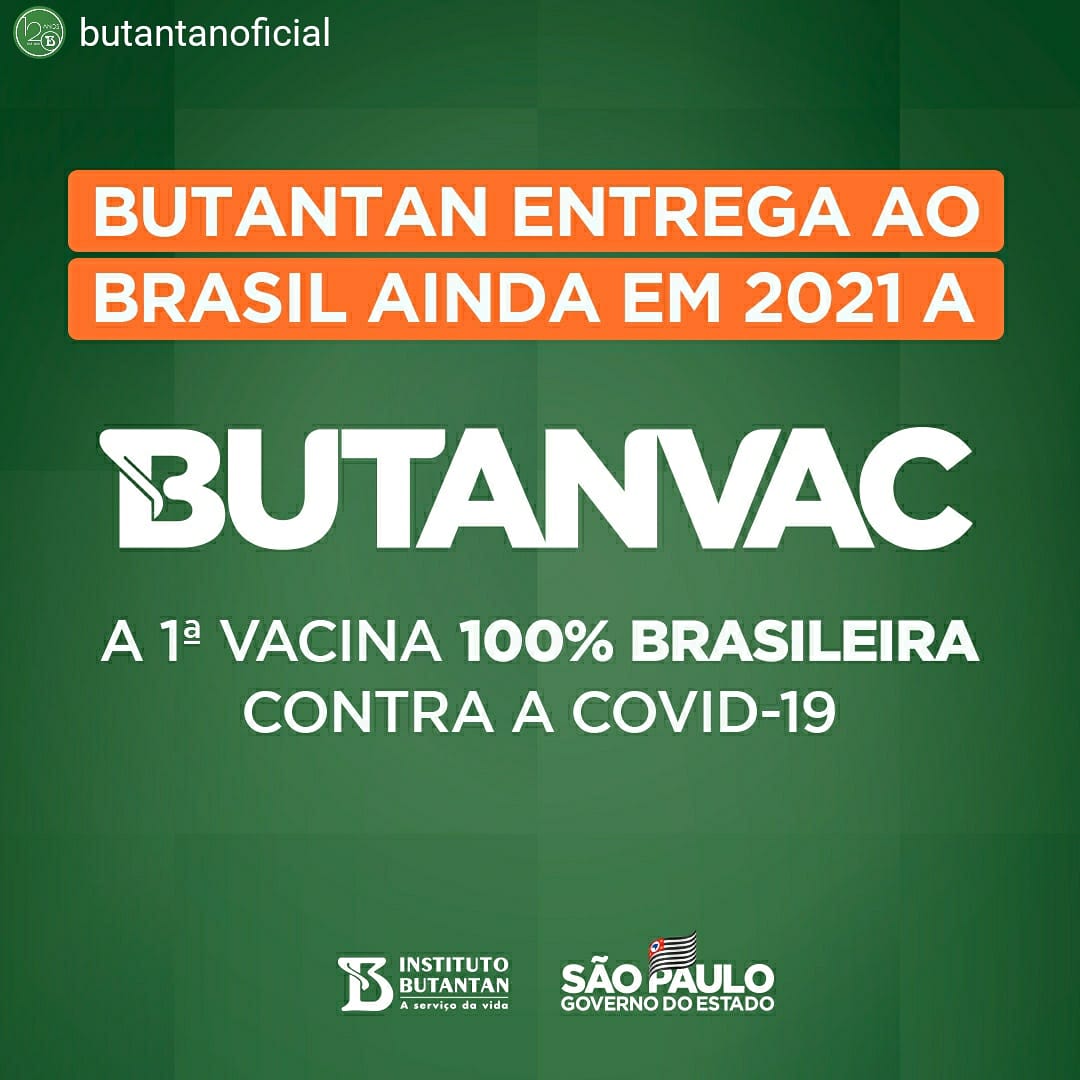 butantanoficial
BUTANTAN ENTREGA AO
BRASIL AINDA EM 2021 A
BUTANVAC
A 1ª VACINA 100% BRASILEIRA
CONTRA A COVID-19
INSTITUTO
BUTANTAN
A serviço da vida
SÃO PAULO
GOVERNO DO ESTADO